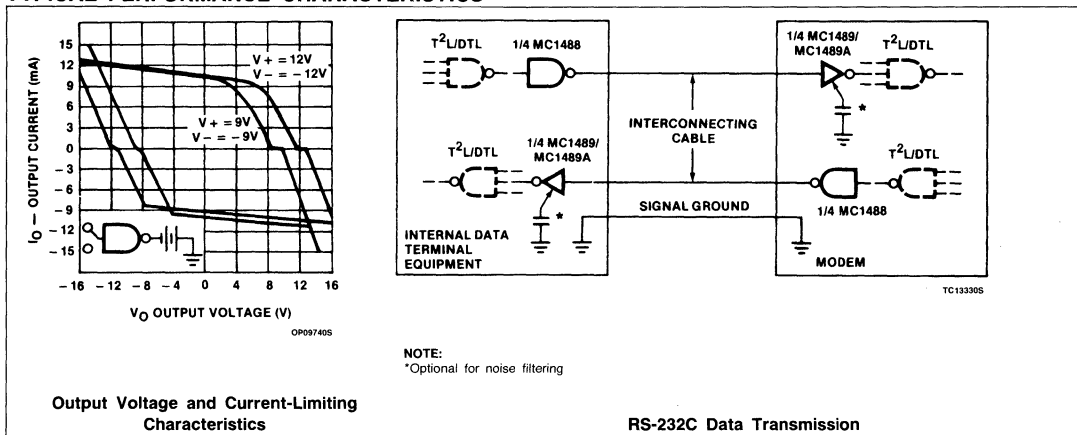 15
12
9
6
3
0
-3
-6
-9
-12
-15
IO — OUTPUT CURRENT (mA)
V+ = 12V
V- = -12V
V+ = 9V
V- = -9V
-16 -12 -8 -4 0 4 8 12 16
VO OUTPUT VOLTAGE (V)
OP09740S
Output Voltage and Current-Limiting
Characteristics
T²L/DTL
1/4 MC1488
1/4 MC1489/
MC1489A
T²L/DTL
*
INTERCONNECTING
CABLE
T²L/DTL
1/4 MC1489/
MC1489A
*
T²L/DTL
1/4 MC1488
SIGNAL GROUND
INTERNAL DATA
TERMINAL
EQUIPMENT
MODEM
TC13330S
NOTE:
*Optional for noise filtering
RS-232C Data Transmission